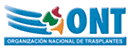 ONT
ORGANIZACIÓN NACIONAL DE TRASPLANTES